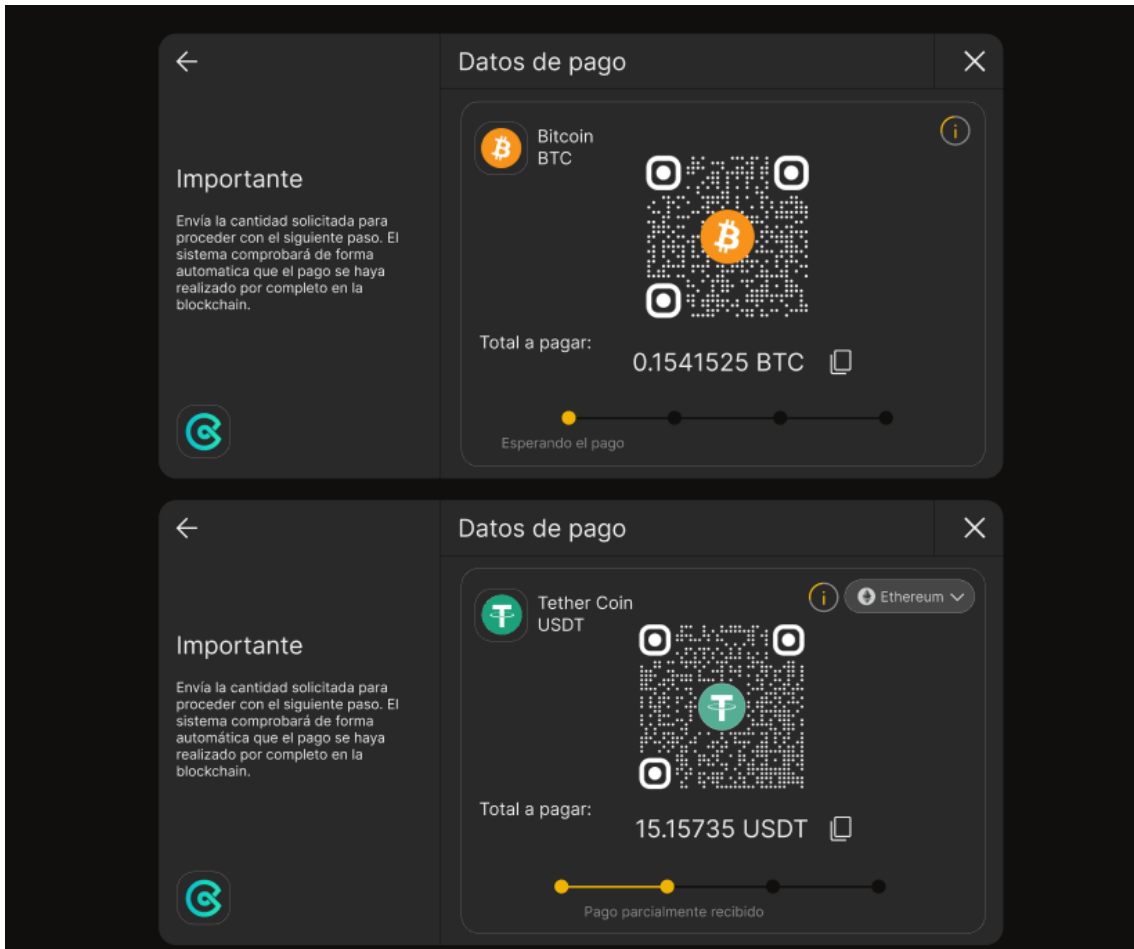 Datos de pago
Importante
Envía la cantidad solicitada para
proceder con el siguiente paso. El
sistema comprobará de forma
automatica que el pago se haya
realizado por completo en la
blockchain.
Bitcoin
BTC
Total a pagar:
0.1541525 BTC
Esperando el pago
Datos de pago
Importante
Envía la cantidad solicitada para
proceder con el siguiente paso. El
sistema comprobará de forma
automática que el pago se haya
realizado por completo en la
blockchain.
Tether Coin
USDT
Ethereum
Total a pagar:
15.15735 USDT
Pago parcialmente recibido